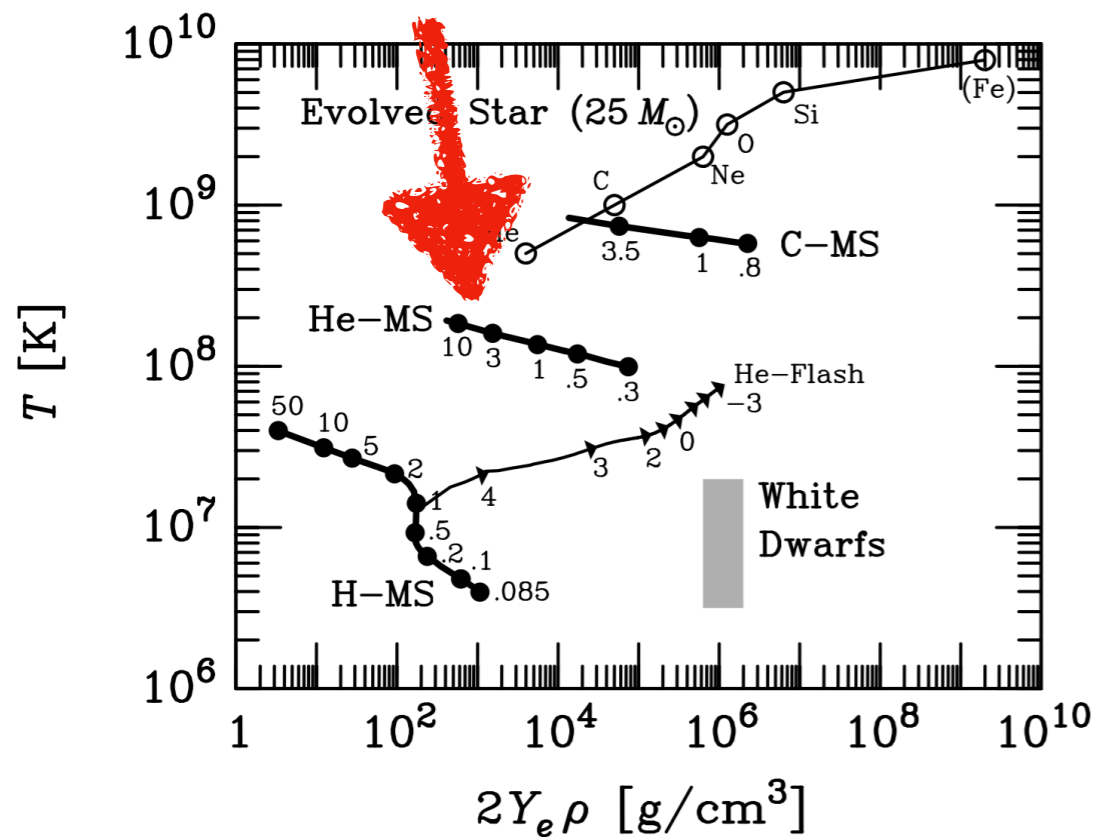 10^10
10^9
10^8
10^7
10^6
T [K]
Evolved Star (25 M_⊙)
(Fe)
Si
O
Ne
C
3.5
1
.8
C-MS
He-MS
10
3
1
.5
.3
He-Flash
-3
0
2
3
4
50
10
5
2
1
.5
.2
.1
.085
H-MS
White
Dwarfs
1
10^2
10^4
10^6
10^8
10^10
2Y_e ρ [g/cm^3]